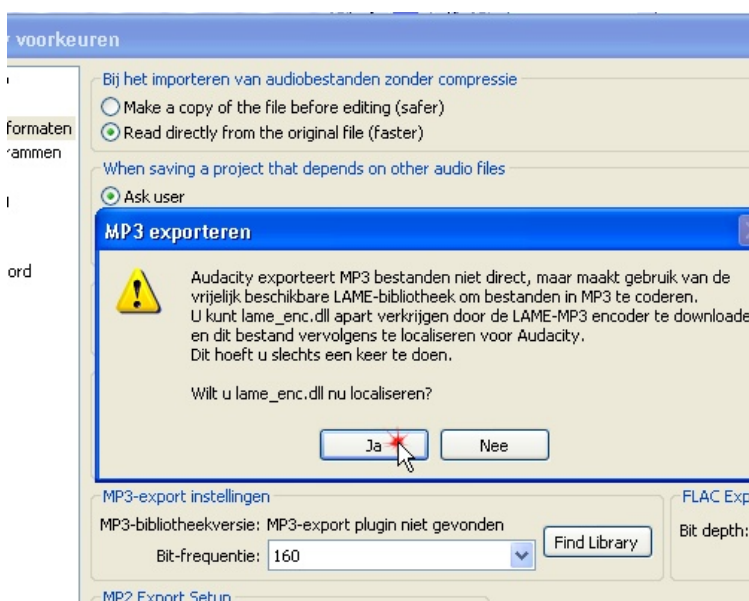 voorkeuren
Bij het importeren van audiobestanden zonder compressie
Make a copy of the file before editing (safer)
formaten
Read directly from the original file (faster)
rammen
When saving a project that depends on other audio files
Ask user
MP3 exporteren
ord
Audacity exporteert MP3 bestanden niet direct, maar maakt gebruik van de
vrijelijk beschikbare LAME-bibliotheek om bestanden in MP3 te coderen.
U kunt lame_enc.dll apart verkrijgen door de LAME-MP3 encoder te downloade
en dit bestand vervolgens te localiseren voor Audacity.
Dit hoeft u slechts een keer te doen.
Wilt u lame_enc.dll nu localiseren?
Ja Nee
MP3-export instellingen FLAC Exp
MP3-bibliotheekversie: MP3-export plugin niet gevonden
Find Library Bit depth:
Bit-frequentie: 160
MP2 Export Setup